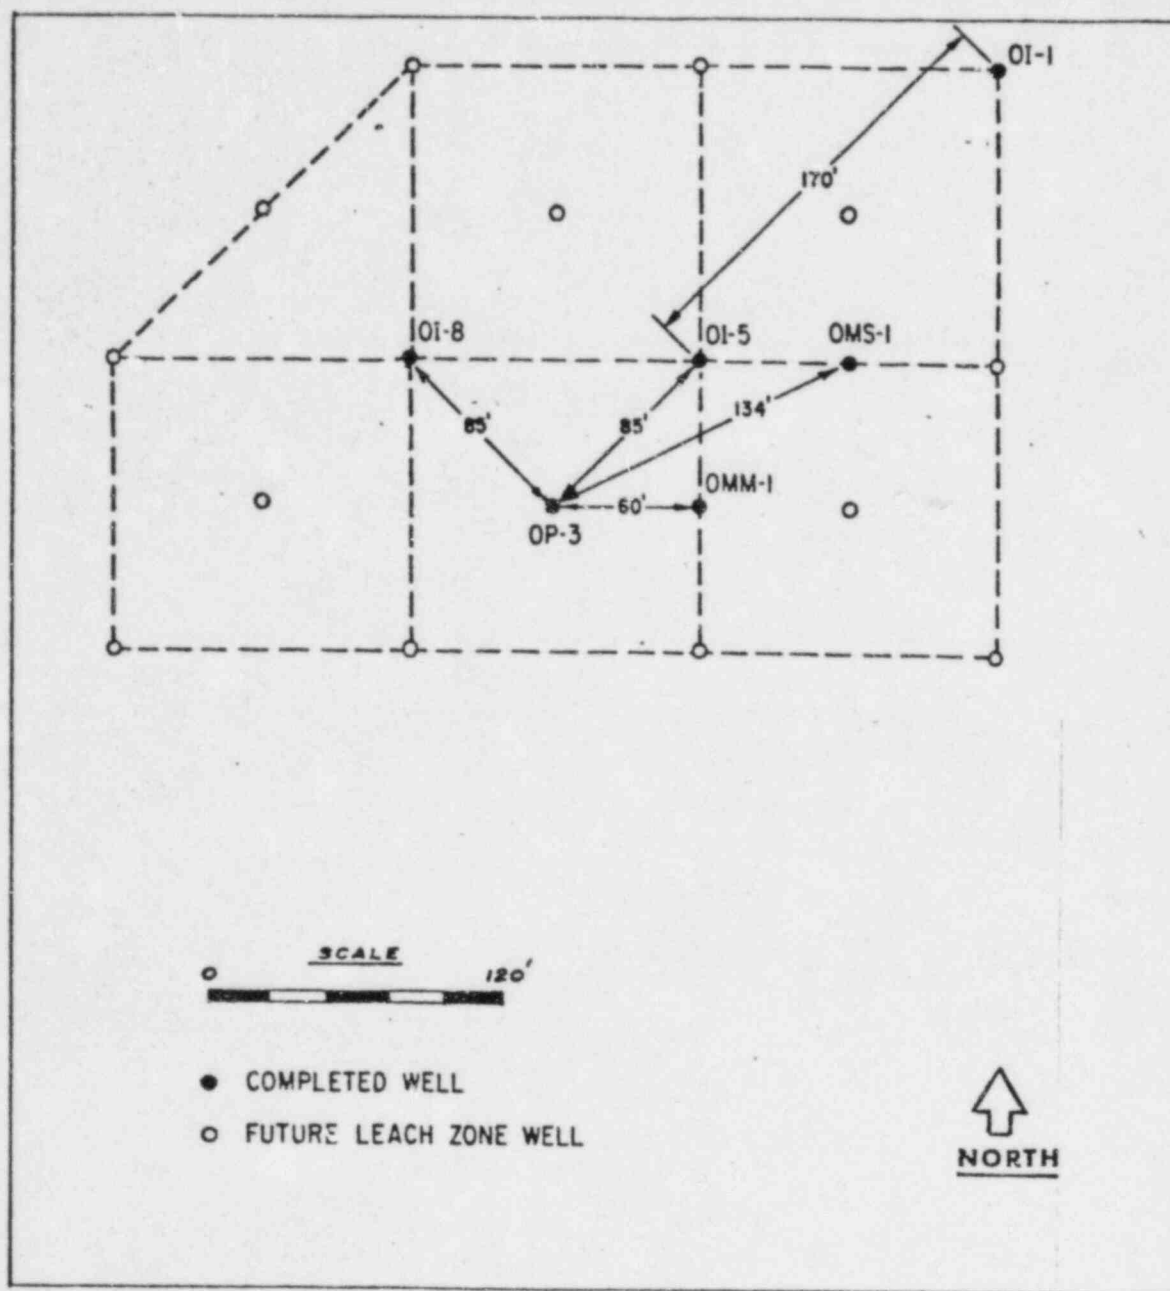 OI-1
170'
OI-8
OI-5
OMS-1
85'
85'
134'
60'
OMM-1
OP-3
SCALE
0 120'
COMPLETED WELL
FUTURE LEACH ZONE WELL
NORTH